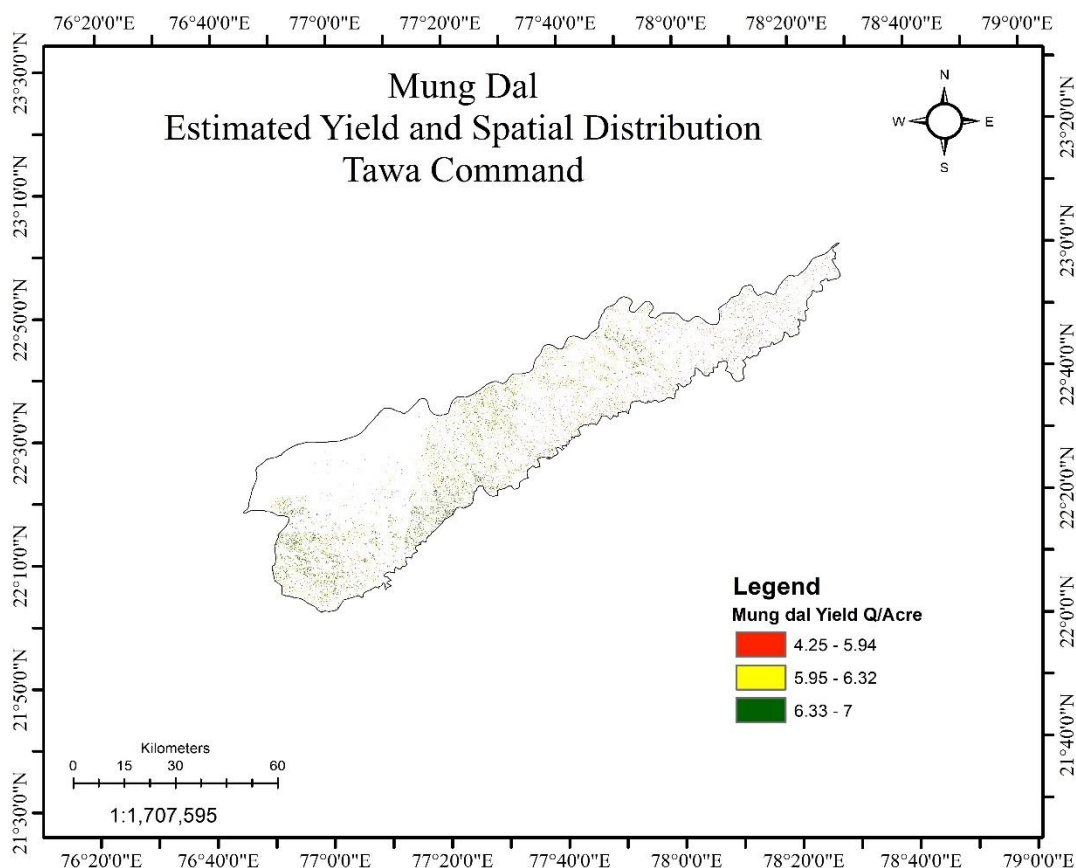 76°20'0"E 76°40'0"E 77°0'0"E 77°20'0"E 77°40'0"E 78°0'0"E 78°20'0"E 78°40'0"E 79°0'0"E
Mung Dal
Estimated Yield and Spatial Distribution
Tawa Command
N
W E
S
23°30'0"N
23°10'0"N
22°50'0"N
22°30'0"N
22°10'0"N
21°50'0"N
21°30'0"N
23°20'0"N
23°0'0"N
22°40'0"N
22°20'0"N
22°0'0"N
21°40'0"N
Legend
Mung dal Yield Q/Acre
4.25 - 5.94
5.95 - 6.32
6.33 - 7
Kilometers
0 15 30 60
1:1,707,595
76°20'0"E 76°40'0"E 77°0'0"E 77°20'0"E 77°40'0"E 78°0'0"E 78°20'0"E 78°40'0"E 79°0'0"E